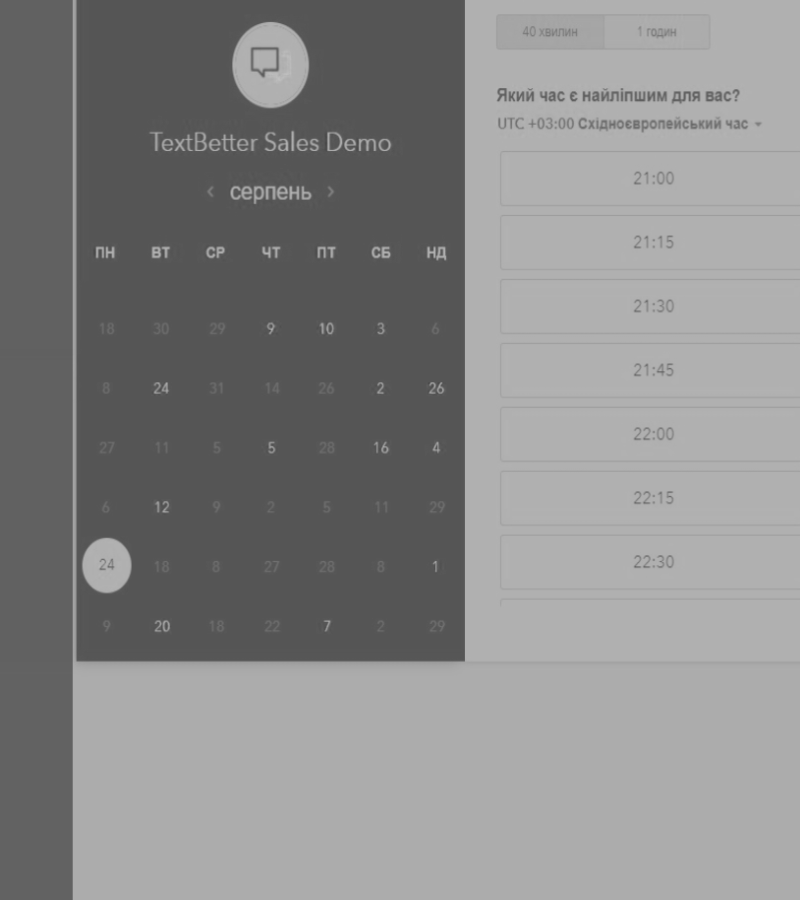 TextBetter Sales Demo
‹ серпень ›
ПН ВТ СР ЧТ ПТ СБ НД
18 30 29 9 10 3 6
8 24 31 14 26 2 26
27 11 5 5 28 16 4
6 12 9 2 5 11 29
24 18 8 27 28 8 1
9 20 18 22 7 2 29
40 хвилин 1 годин
Який час є найліпшим для вас?
UTC +03:00 Східноєвропейський час
21:00
21:15
21:30
21:45
22:00
22:15
22:30